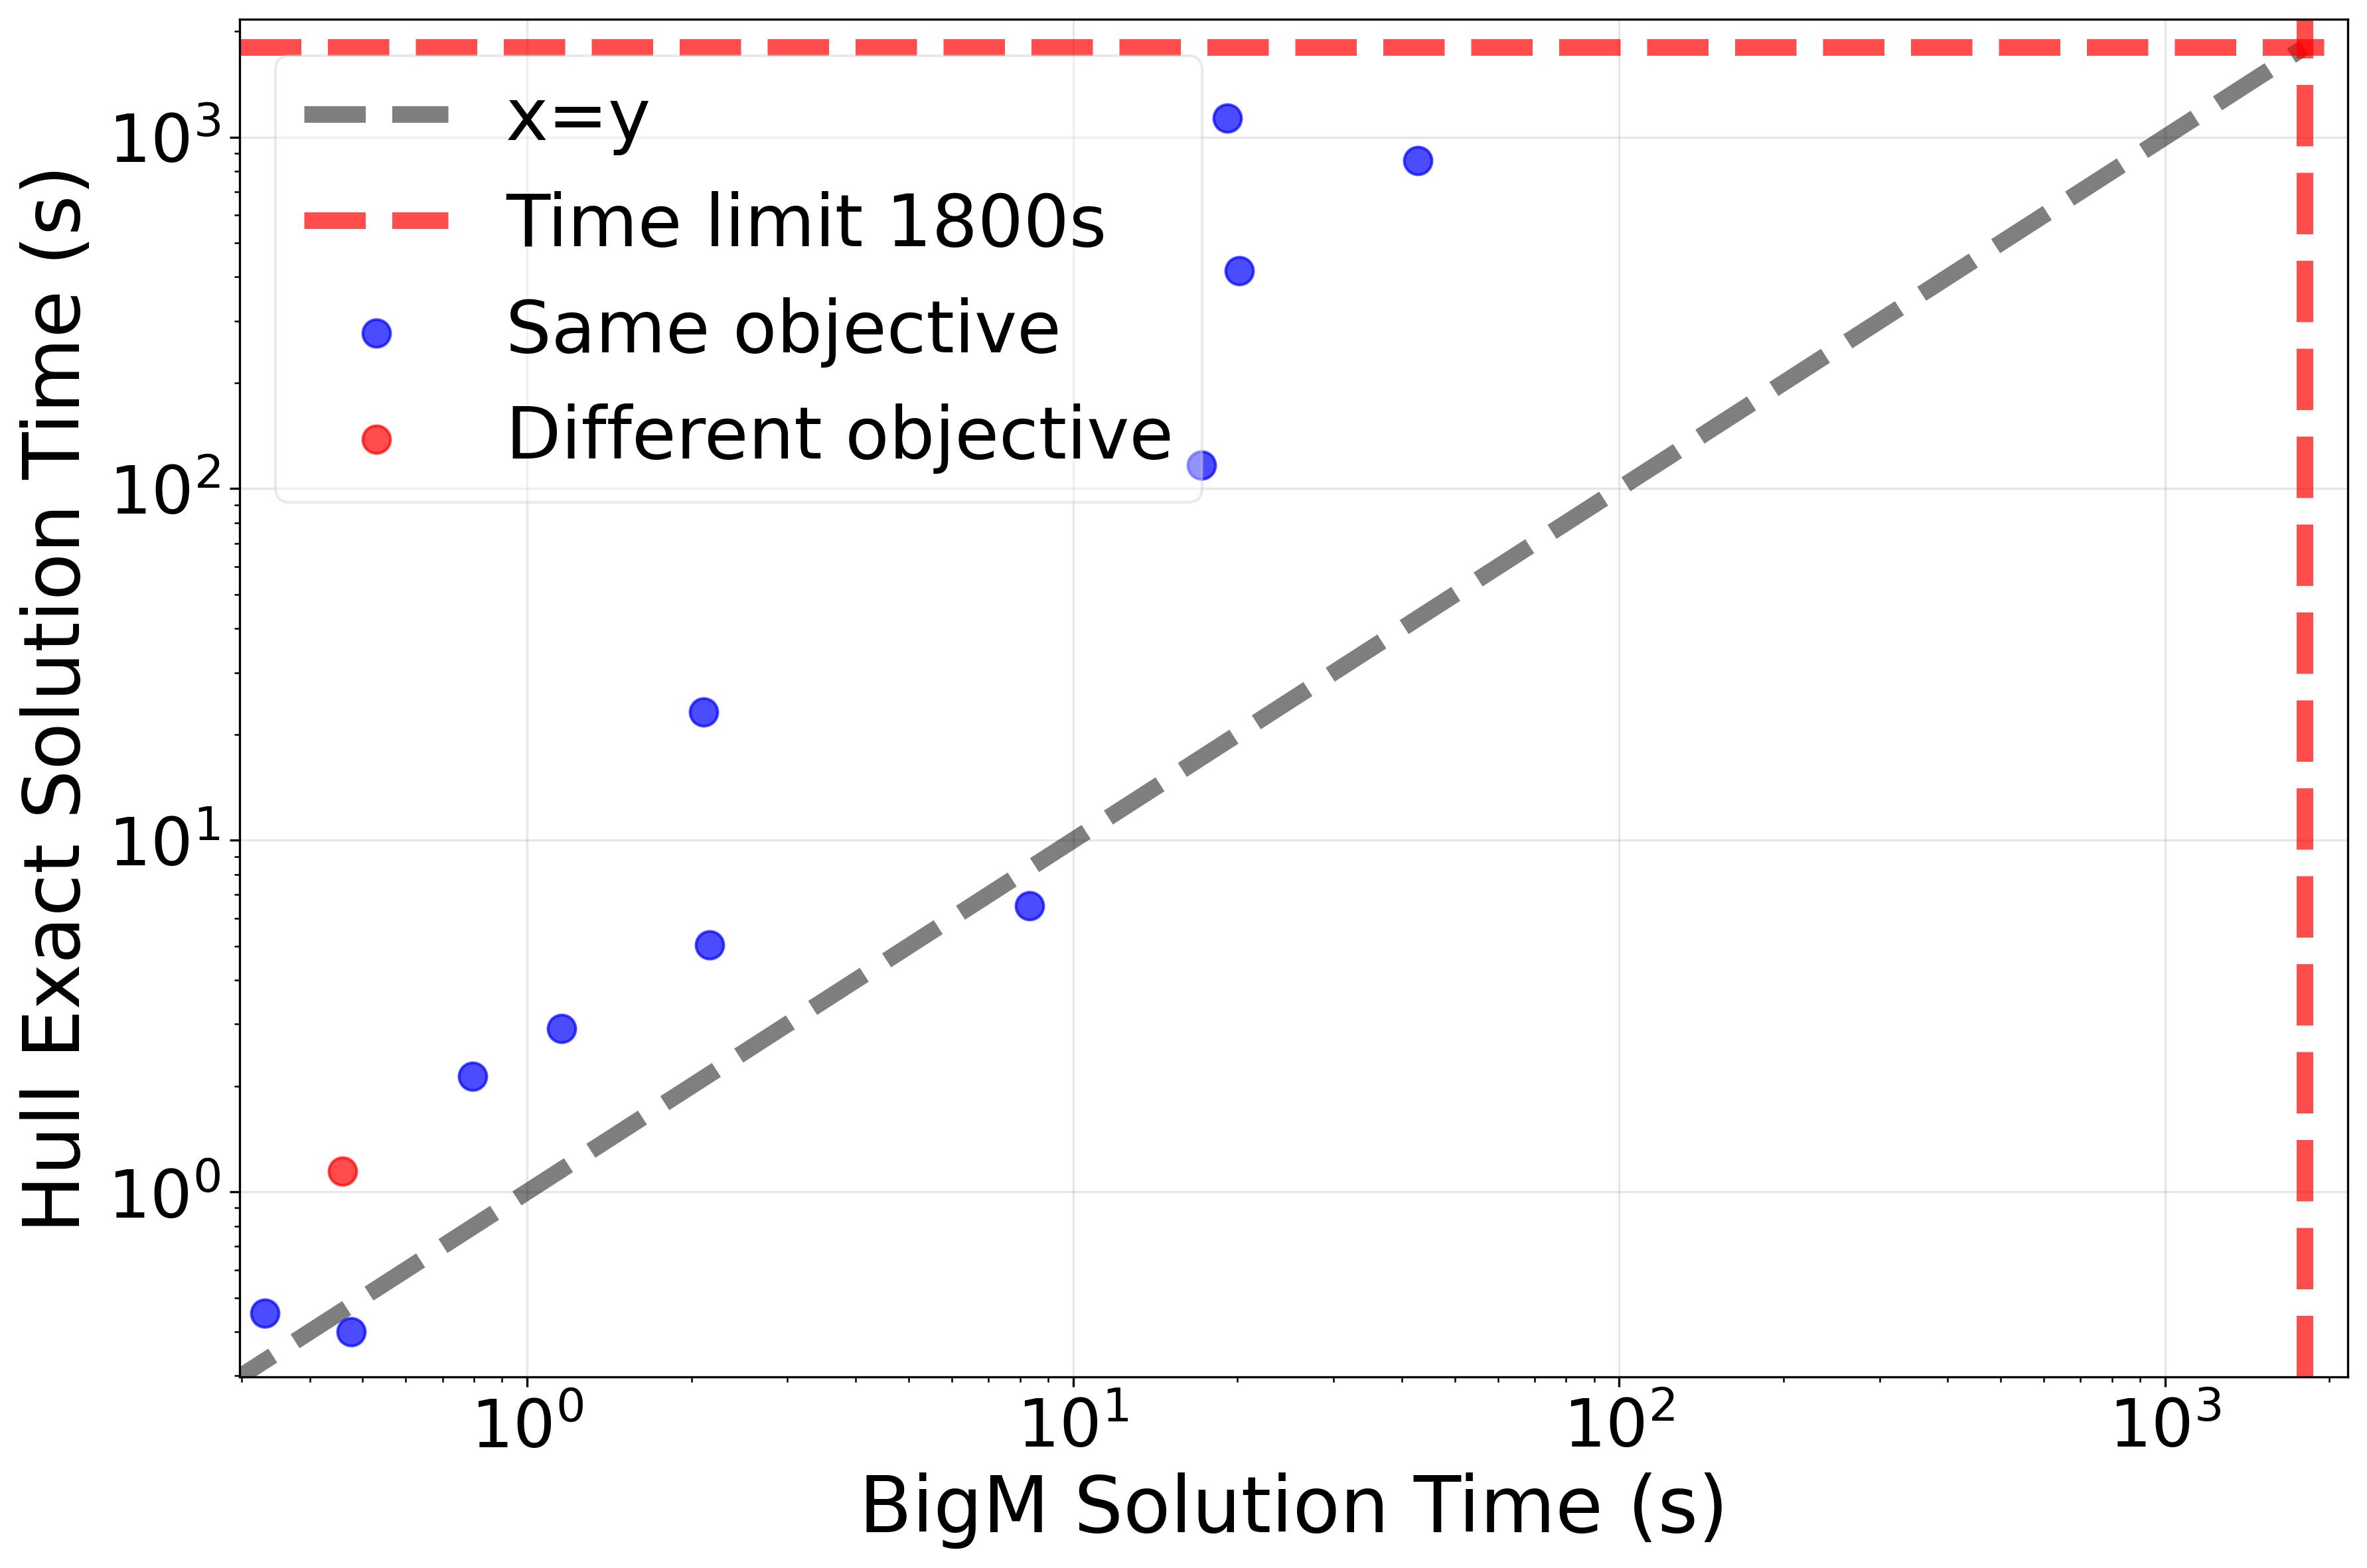 Hull Exact Solution Time (s)
10³
10²
10¹
10⁰
x=y
Time limit 1800s
Same objective
Different objective
10⁰ 10¹ 10² 10³
BigM Solution Time (s)